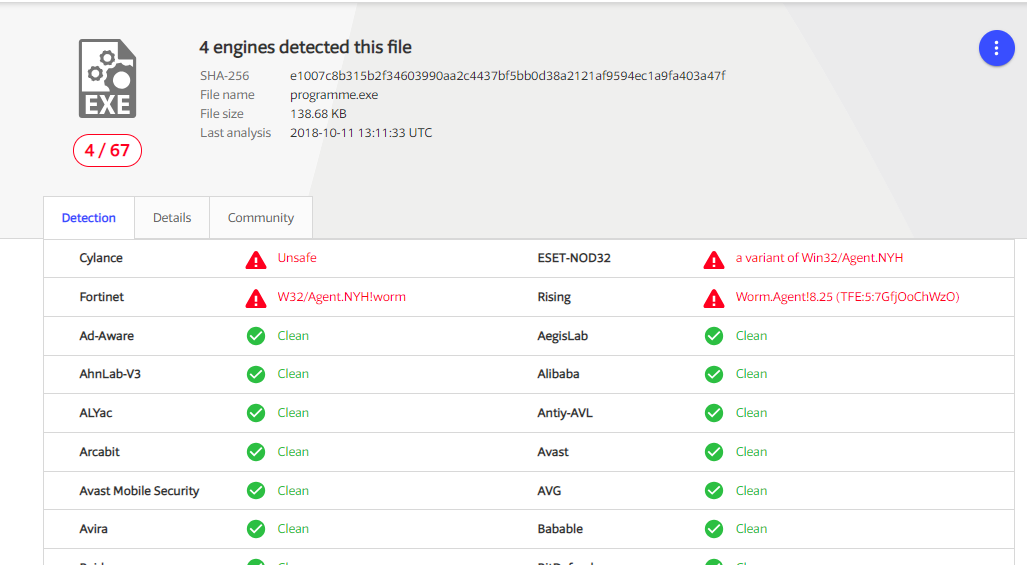 4 engines detected this file
SHA-256 e1007c8b315b2f34603990aa2c4437bf5bb0d38a2121af9594ec1a9fa403a47f
File name programme.exe
File size 138.68 KB
Last analysis 2018-10-11 13:11:33 UTC
EXE
4 / 67
Detection Details Community
Cylance Unsafe ESET-NOD32 a variant of Win32/Agent.NYH
Fortinet W32/Agent.NYH!worm Rising Worm.Agent!8.25 (TFE:5:7GfjOoChWzO)
Ad-Aware Clean AegisLab Clean
AhnLab-V3 Clean Alibaba Clean
ALYac Clean Antiy-AVL Clean
Arcabit Clean Avast Clean
Avast Mobile Security Clean AVG Clean
Avira Clean Babable Clean